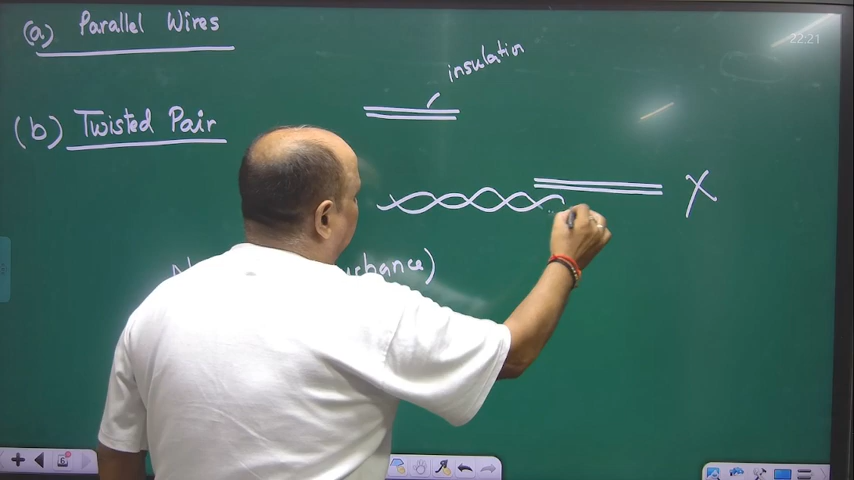 (a) Parallel Wires
22:21
insulation
(b) Twisted Pair
X